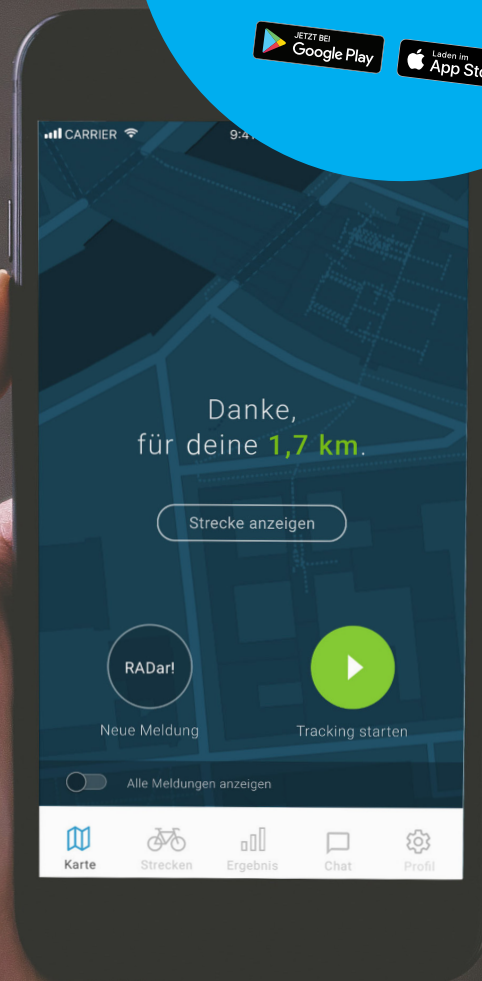 JETZT BEI
Google Play
Laden im
App
CARRIER
Danke,
für deine 1,7 km.
Strecke anzeigen
RADar!
Neue Meldung
Tracking starten
Alle Meldungen anzeigen
Karte
Strecken
Ergebnis
Chat
Profil